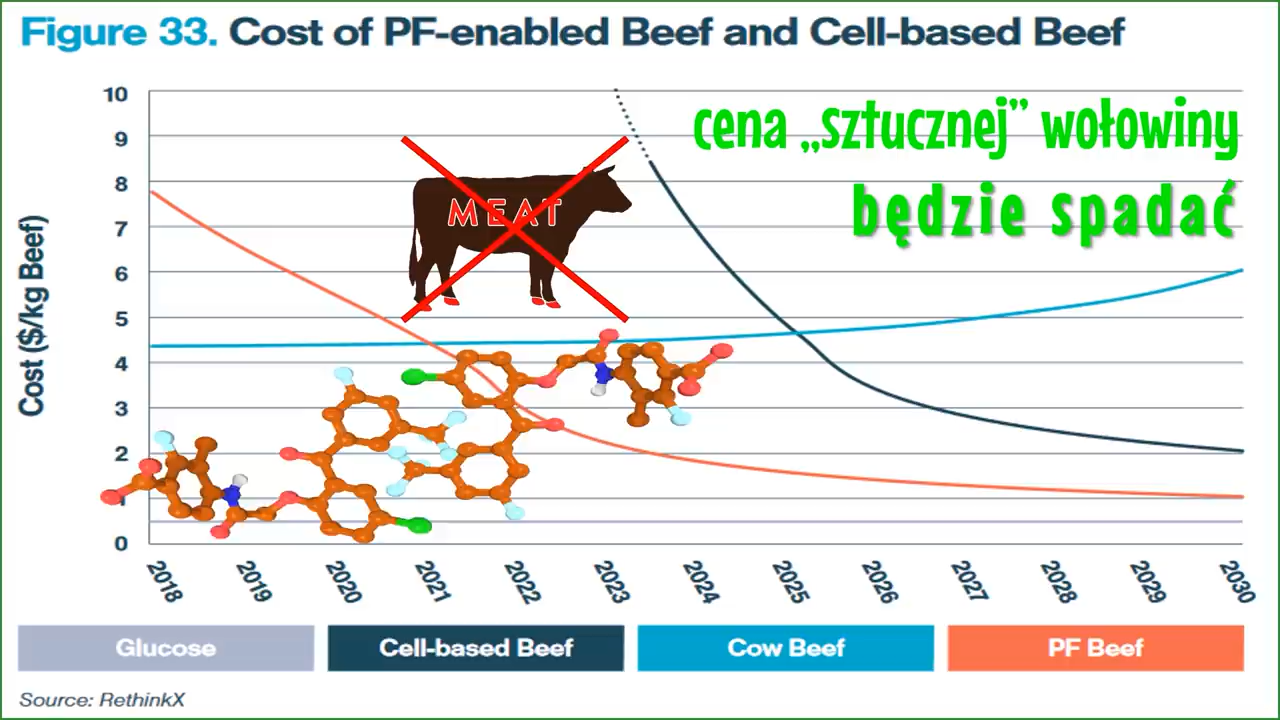 Figure 33. Cost of PF-enabled Beef and Cell-based Beef
cena „sztucznej” wołowiny
będzie spadać
MEAT
Cost ($/kg Beef)
10
9
8
7
6
5
4
3
2
1
0
2018
2019
2020
2021
2022
2023
2024
2025
2026
2027
2028
2029
2030
Glucose
Cell-based Beef
Cow Beef
PF Beef
Source: RethinkX